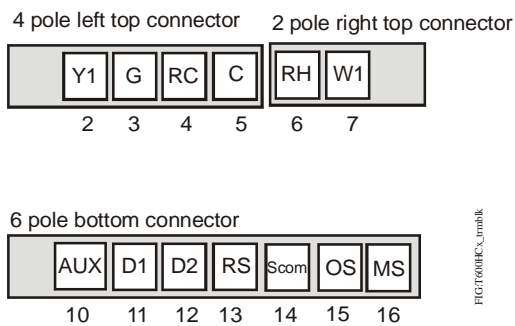 4 pole left top connector
2 pole right top connector
Y1 G RC C RH W1
2 3 4 5 6 7
6 pole bottom connector
AUX D1 D2 RS Scom OS MS
10 11 12 13 14 15 16
FIG:T600HCx_trmblk